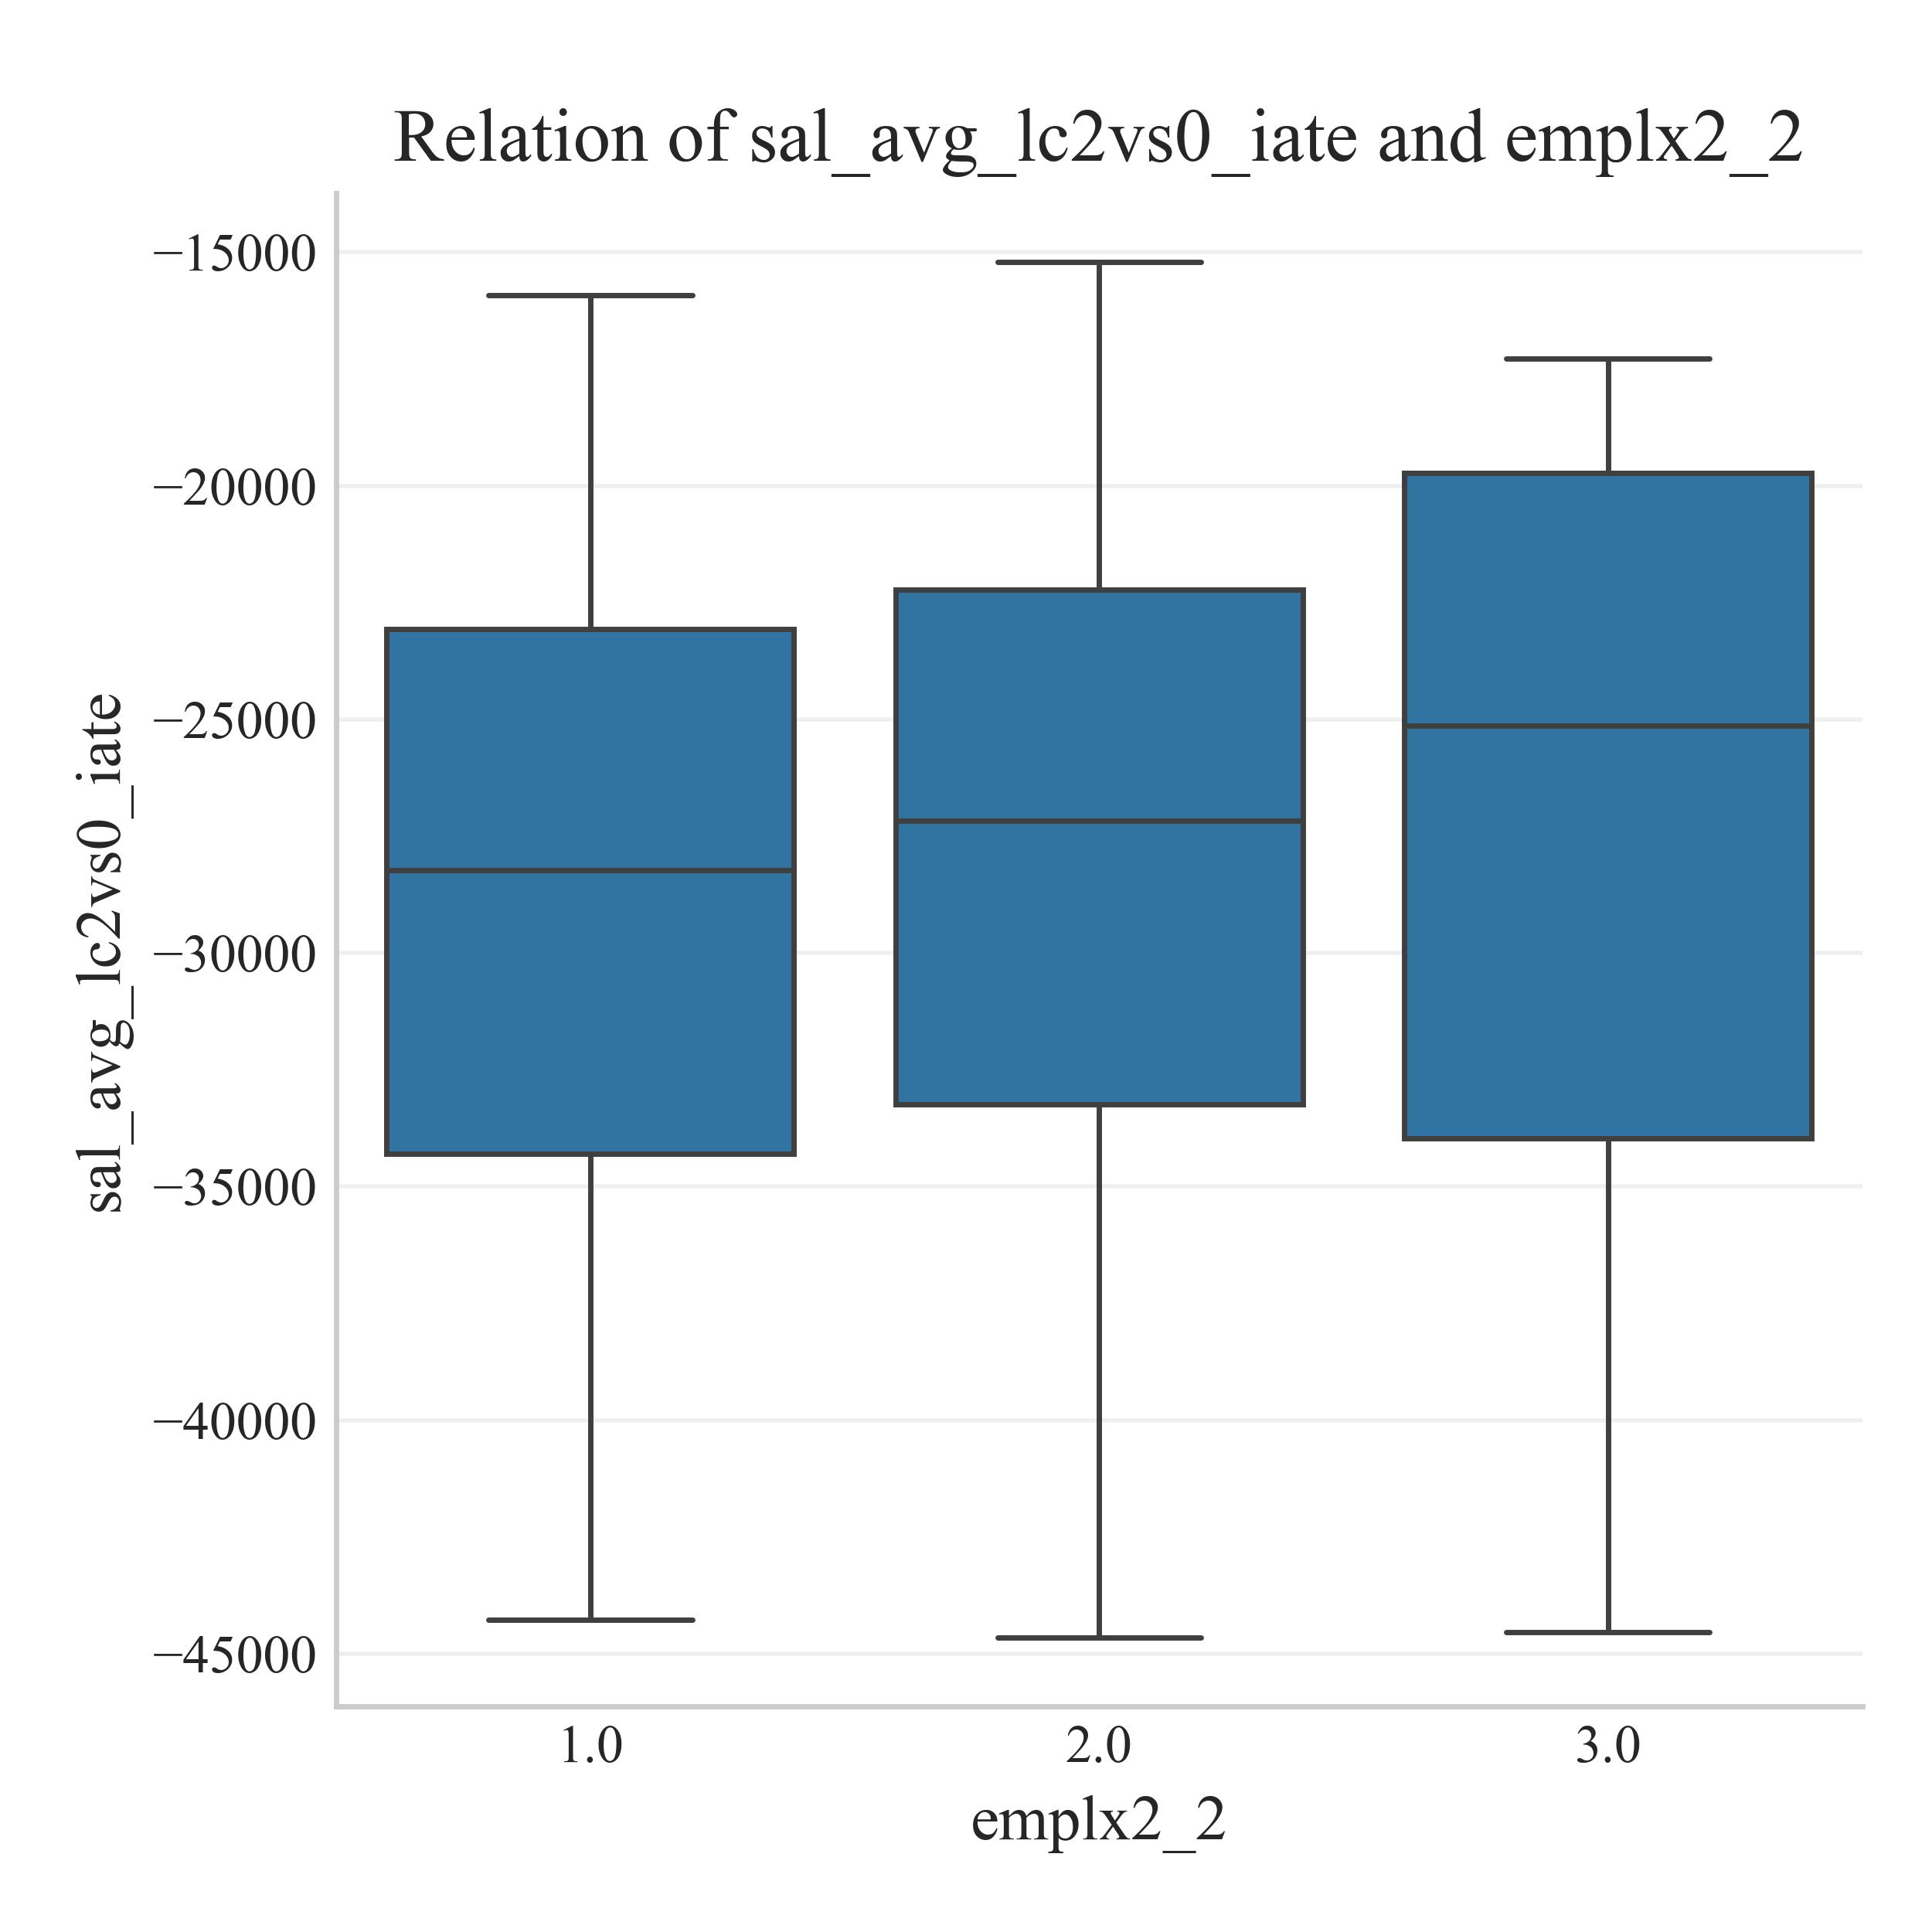 Relation of sal_avg_lc2vs0_iate and emplx2_2
sal_avg_lc2vs0_iate
−15000
−20000
−25000
−30000
−35000
−40000
−45000
1.0 2.0 3.0
emplx2_2